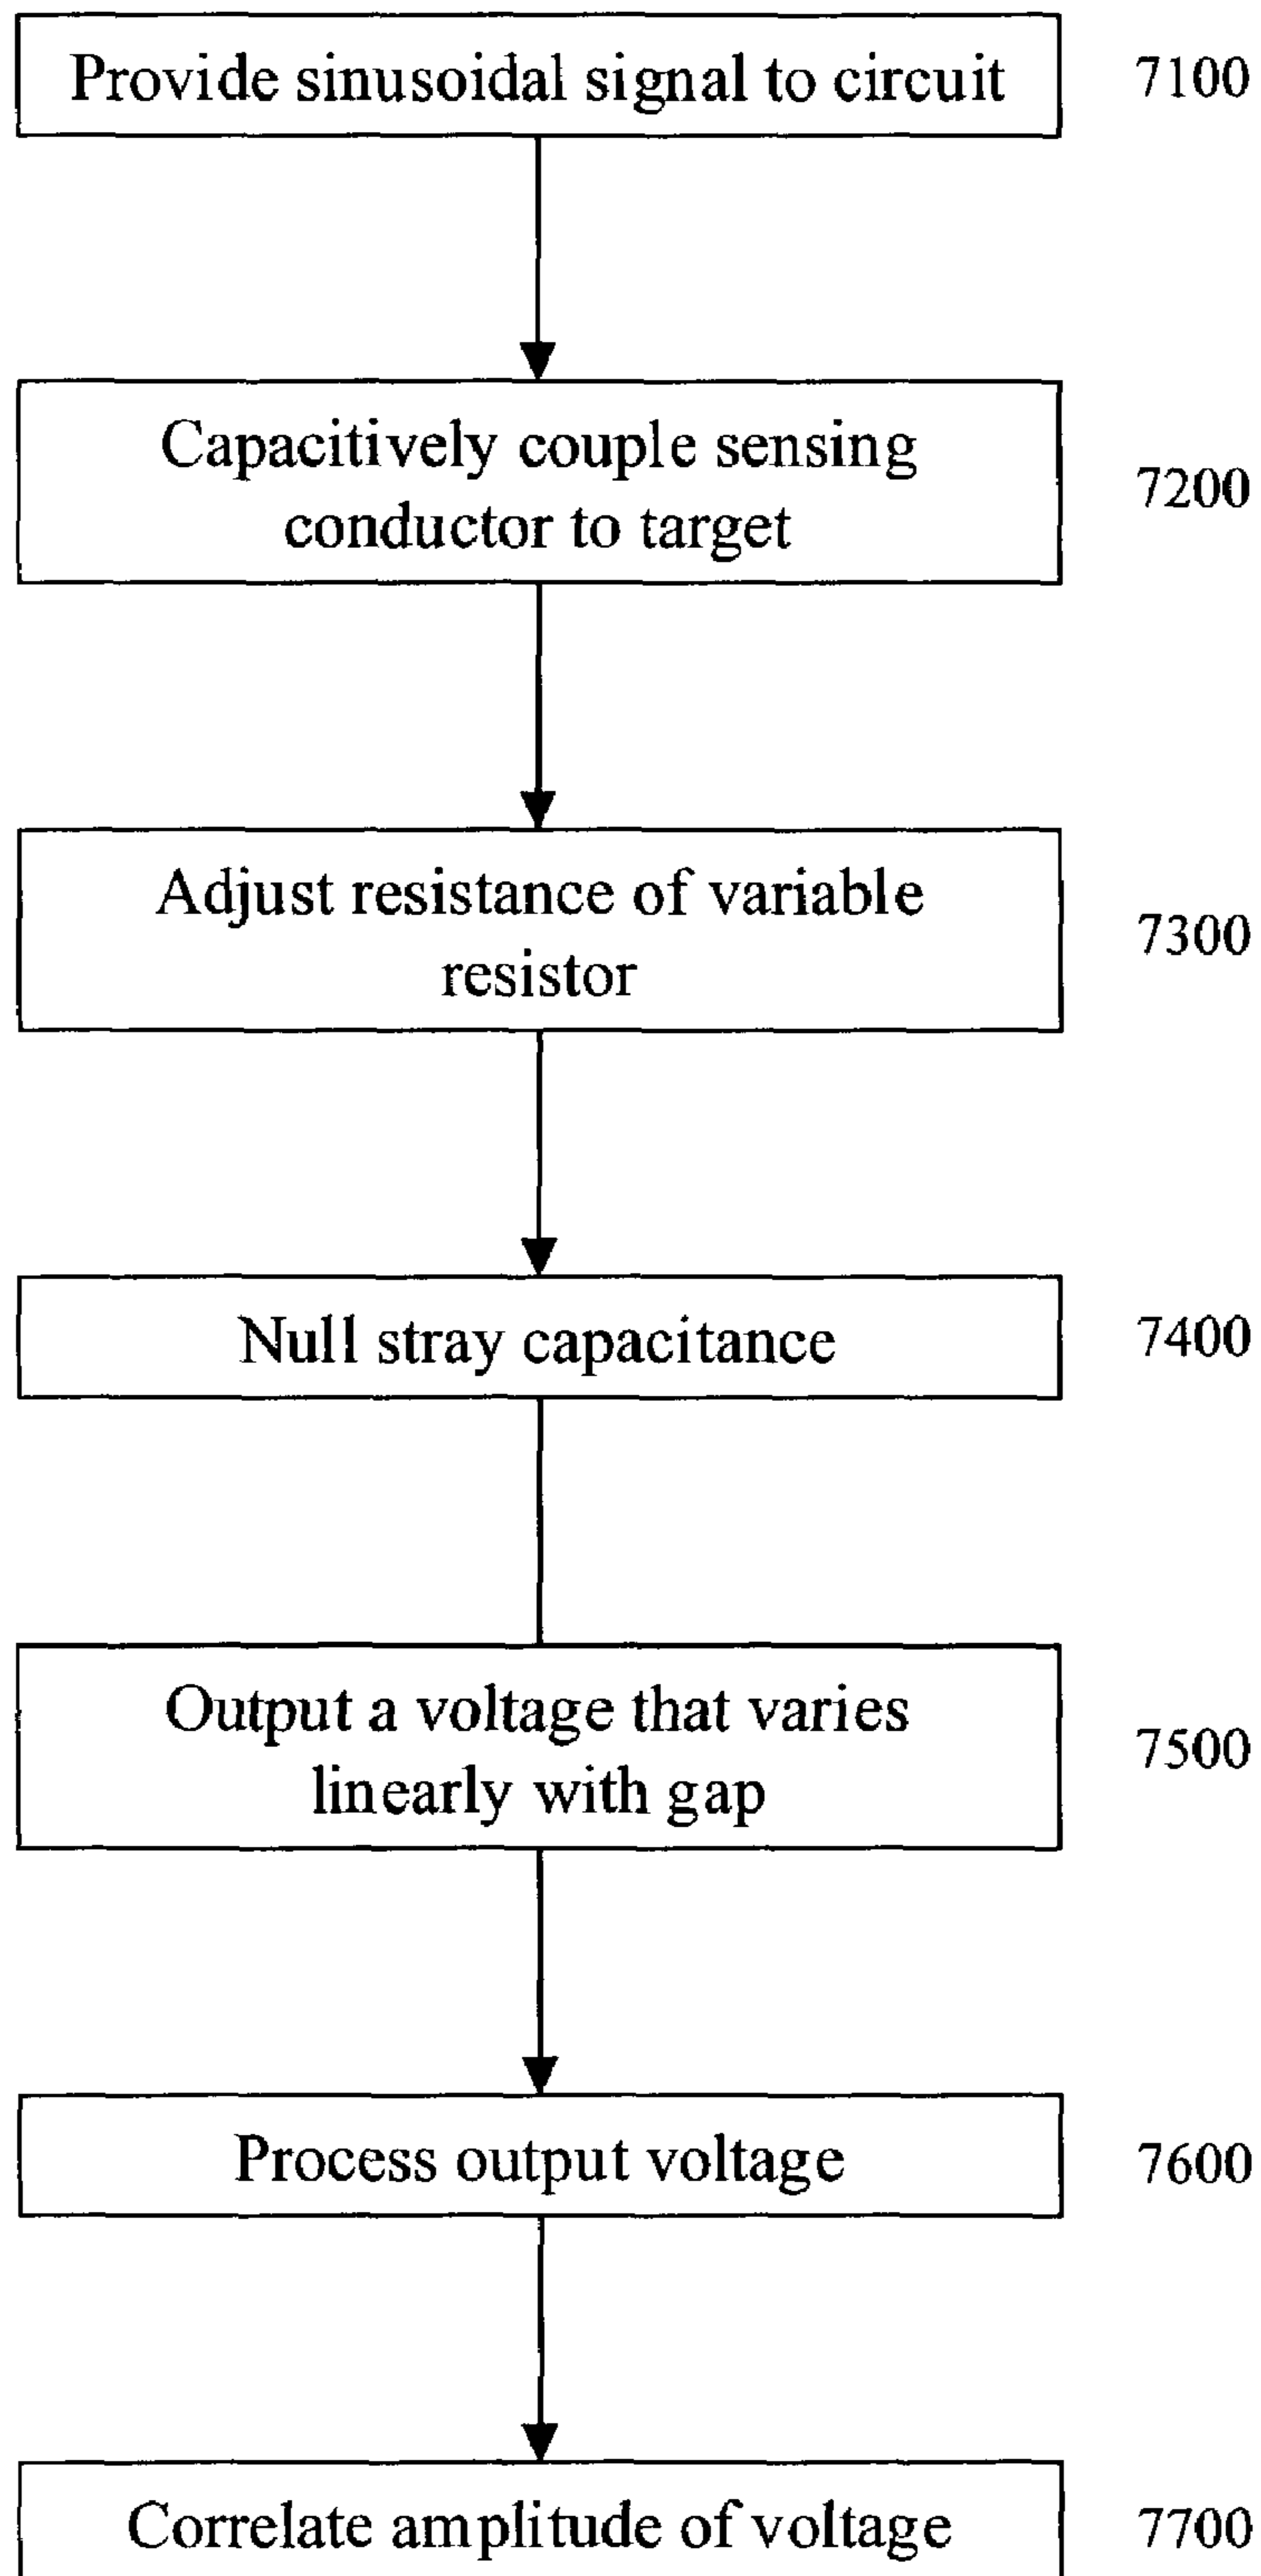 Provide sinusoidal signal to circuit 7100
Capacitively couple sensing
conductor to target
7200
Adjust resistance of variable
resistor
7300
Null stray capacitance 7400
Output a voltage that varies
linearly with gap
7500
Process output voltage 7600
Correlate amplitude of voltage 7700